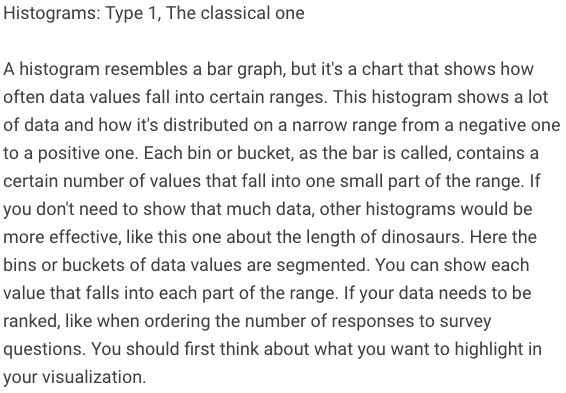 Histograms: Type 1, The classical one
A histogram resembles a bar graph, but it's a chart that shows how
often data values fall into certain ranges. This histogram shows a lot
of data and how it's distributed on a narrow range from a negative one
to a positive one. Each bin or bucket, as the bar is called, contains a
certain number of values that fall into one small part of the range. If
you don't need to show that much data, other histograms would be
more effective, like this one about the length of dinosaurs. Here the
bins or buckets of data values are segmented. You can show each
value that falls into each part of the range. If your data needs to be
ranked, like when ordering the number of responses to survey
questions. You should first think about what you want to highlight in
your visualization.